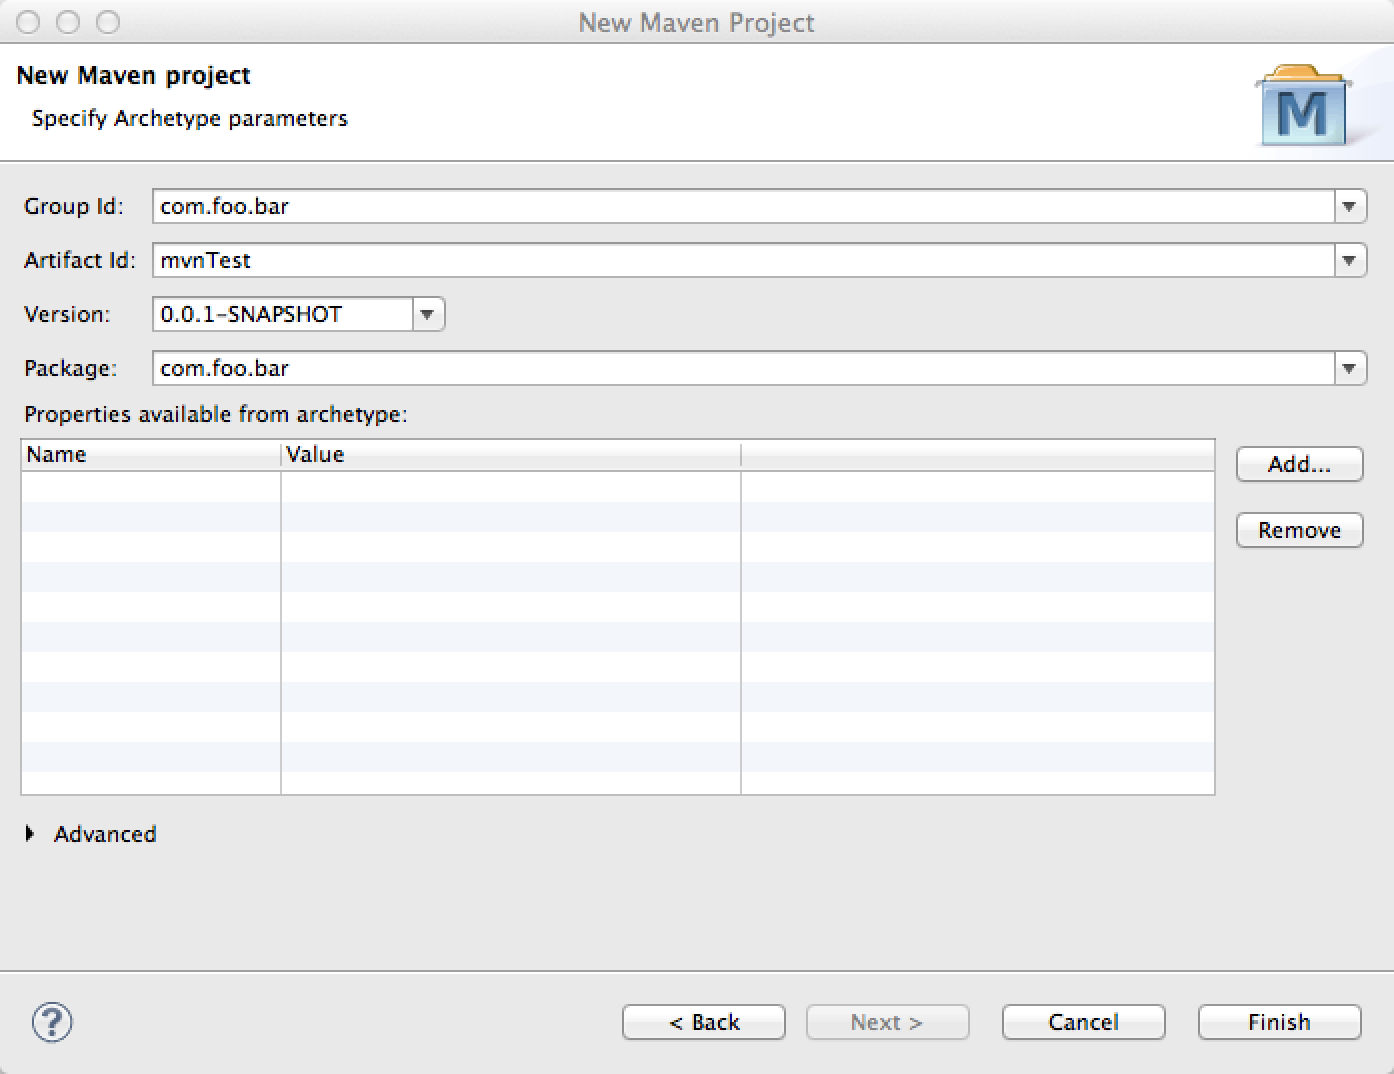 New Maven Project
New Maven project
Specify Archetype parameters
M
Group Id: com.foo.bar
Artifact Id: mvnTest
Version: 0.0.1-SNAPSHOT
Package: com.foo.bar
Properties available from archetype:
Name Value
Add...
Remove
Advanced
? < Back Next > Cancel Finish